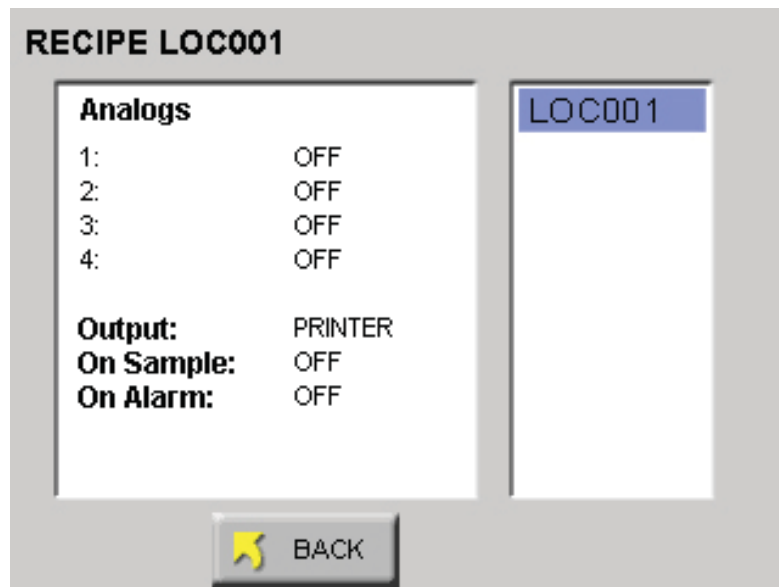 RECIPE LOC001
Analogs
1: OFF
2: OFF
3: OFF
4: OFF
Output: PRINTER
On Sample: OFF
On Alarm: OFF
LOC001
BACK